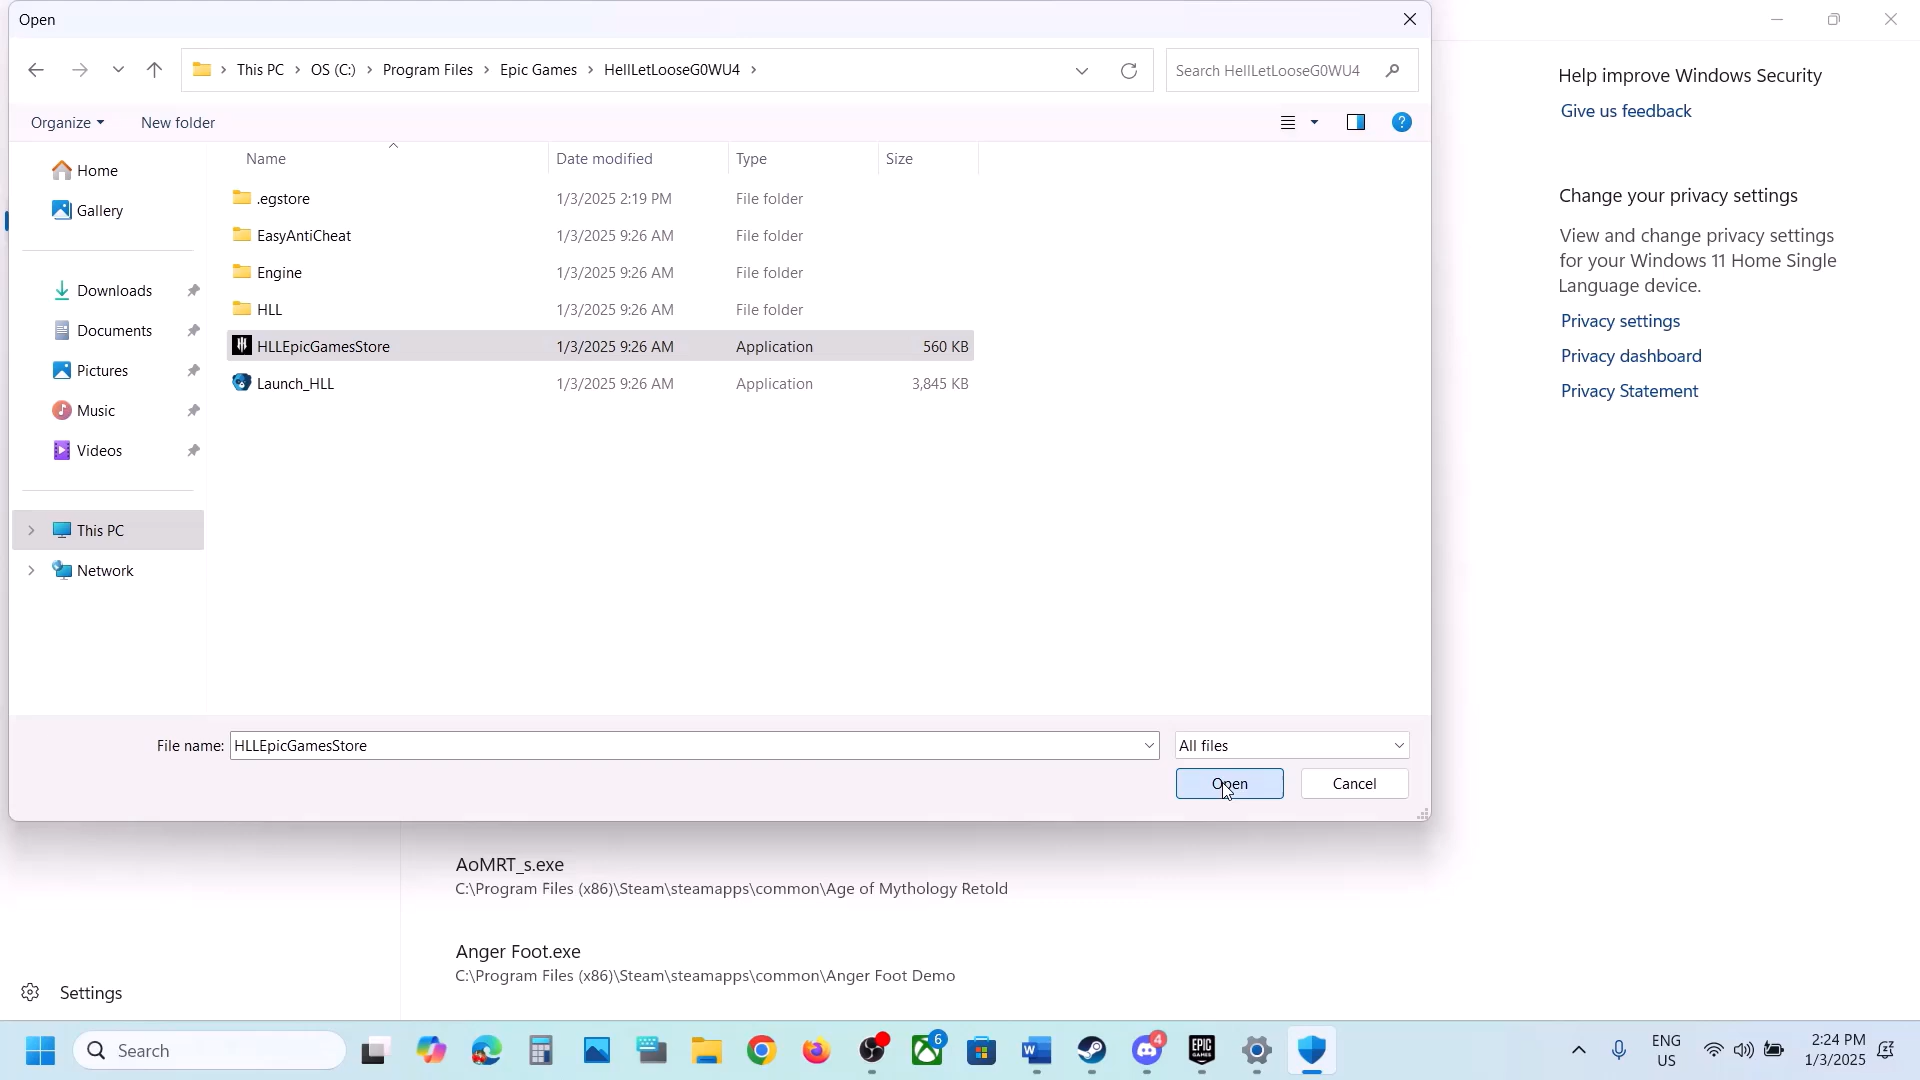 Open
This PC > OS (C:) > Program Files > Epic Games > HellLetLooseG0WU4 >
Search HellLetLooseG0WU4
Organize
New folder
Name
Date modified
Type
Size
Home
Gallery
Downloads
Documents
Pictures
Music
Videos
This PC
Network
.egstore 1/3/2025 2:19 PM File folder
EasyAntiCheat 1/3/2025 9:26 AM File folder
Engine 1/3/2025 9:26 AM File folder
HLL 1/3/2025 9:26 AM File folder
HLLEpicGamesStore 1/3/2025 9:26 AM Application 560 KB
Launch_HLL 1/3/2025 9:26 AM Application 3,845 KB
File name: HLLEpicGamesStore
All files
Open
Cancel
Help improve Windows Security
Give us feedback
Change your privacy settings
View and change privacy settings
for your Windows 11 Home Single
Language device.
Privacy settings
Privacy dashboard
Privacy Statement
AoMRT_s.exe
C:\Program Files (x86)\Steam\steamapps\common\Age of Mythology Retold
Anger Foot.exe
C:\Program Files (x86)\Steam\steamapps\common\Anger Foot Demo
Settings
Search
6
4
EPIC
GAMES
ENG
US
2:24 PM
1/3/2025